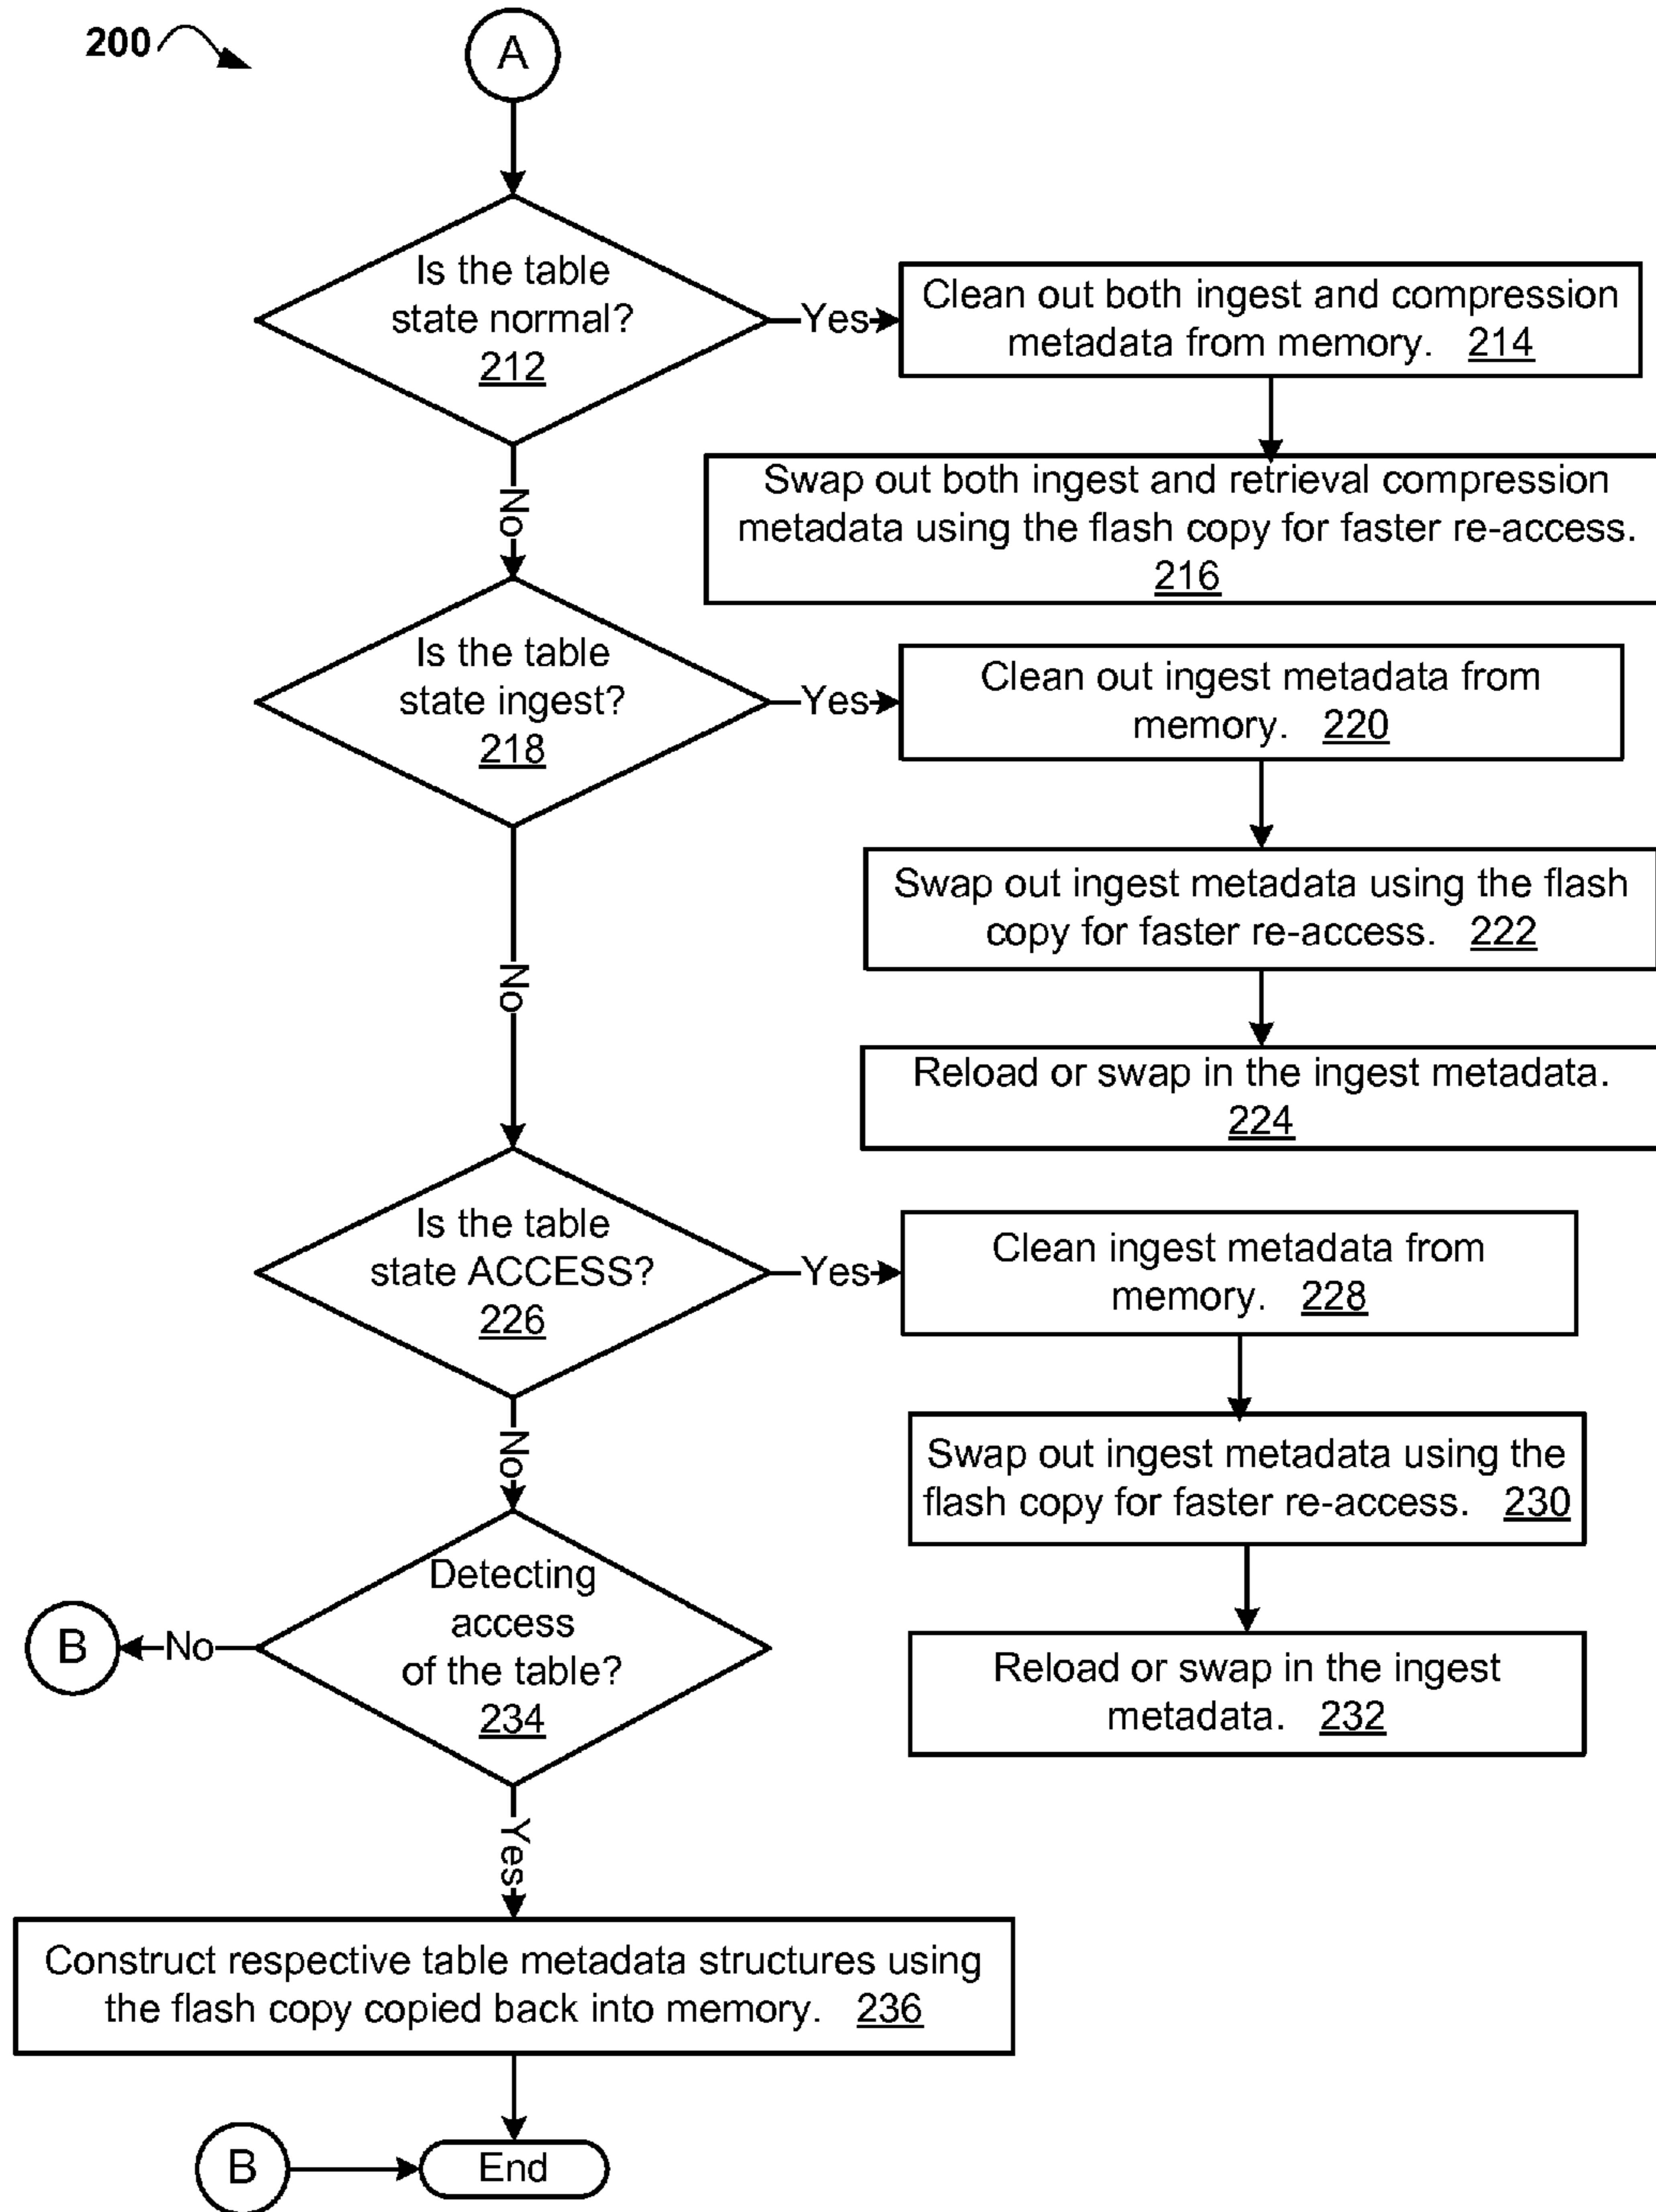 200
A
Is the table
state normal?
212
Yes
Clean out both ingest and compression
metadata from memory. 214
Swap out both ingest and retrieval compression
metadata using the flash copy for faster re-access.
216
No
Is the table
state ingest?
218
Yes
Clean out ingest metadata from
memory. 220
Swap out ingest metadata using the flash
copy for faster re-access. 222
Reload or swap in the ingest metadata.
224
No
Is the table
state ACCESS?
226
Yes
Clean ingest metadata from
memory. 228
Swap out ingest metadata using the
flash copy for faster re-access. 230
Reload or swap in the ingest
metadata. 232
No
Detecting
access
of the table?
234
No
B
Yes
Construct respective table metadata structures using
the flash copy copied back into memory. 236
B
End